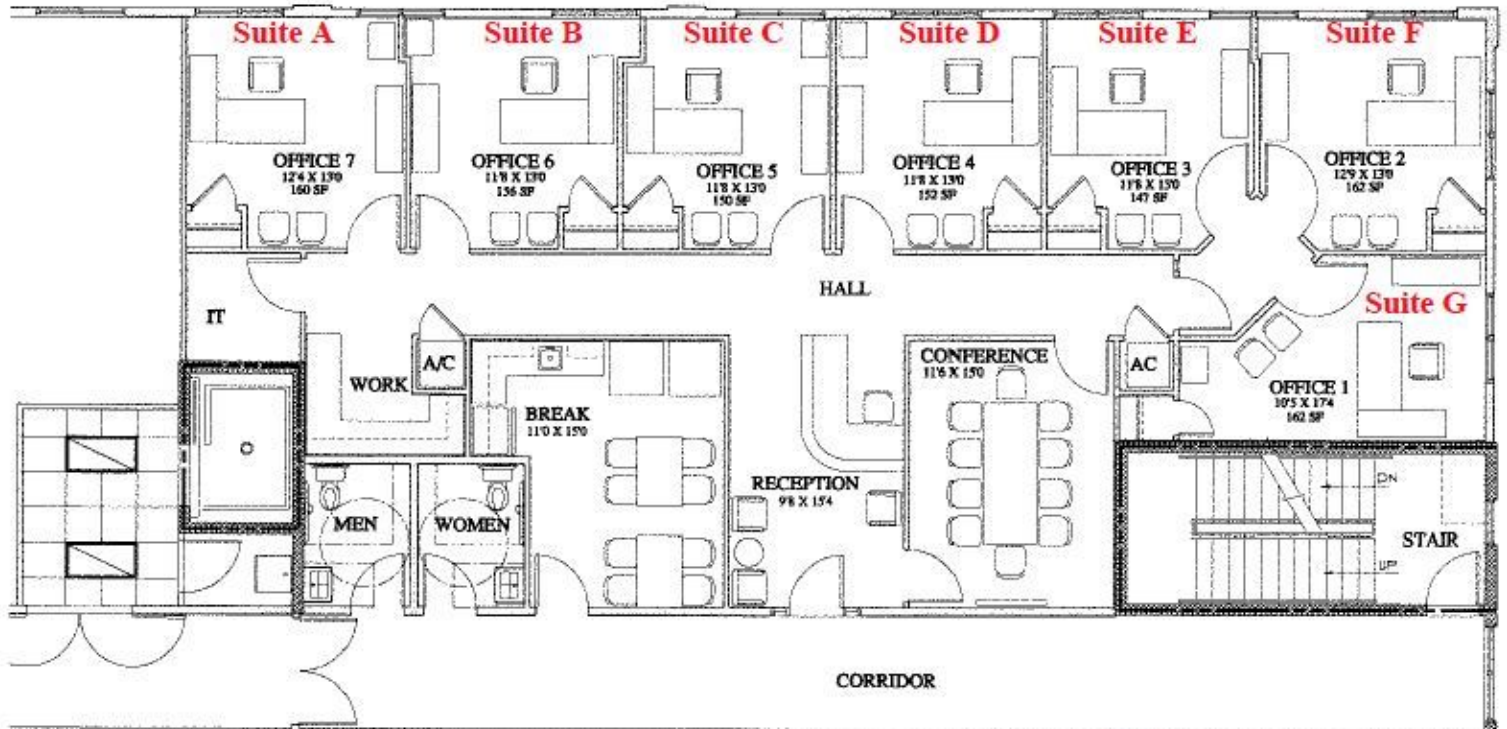 Suite A
Suite B
Suite C
Suite D
Suite E
Suite F
OFFICE 7
12'4 X 13'0
160 SF
OFFICE 6
11'8 X 13'0
156 SF
OFFICE 5
11'8 X 13'0
150 SF
OFFICE 4
11'8 X 13'0
152 SF
OFFICE 3
11'8 X 13'0
147 SF
OFFICE 2
12'9 X 13'0
162 SF
HALL
IT
Suite G
A/C
WORK
CONFERENCE
11'6 X 15'0
AC
OFFICE 1
10'5 X 17'4
162 SF
BREAK
11'0 X 15'0
RECEPTION
9'8 X 15'4
MEN
WOMEN
DN
STAIR
UP
CORRIDOR